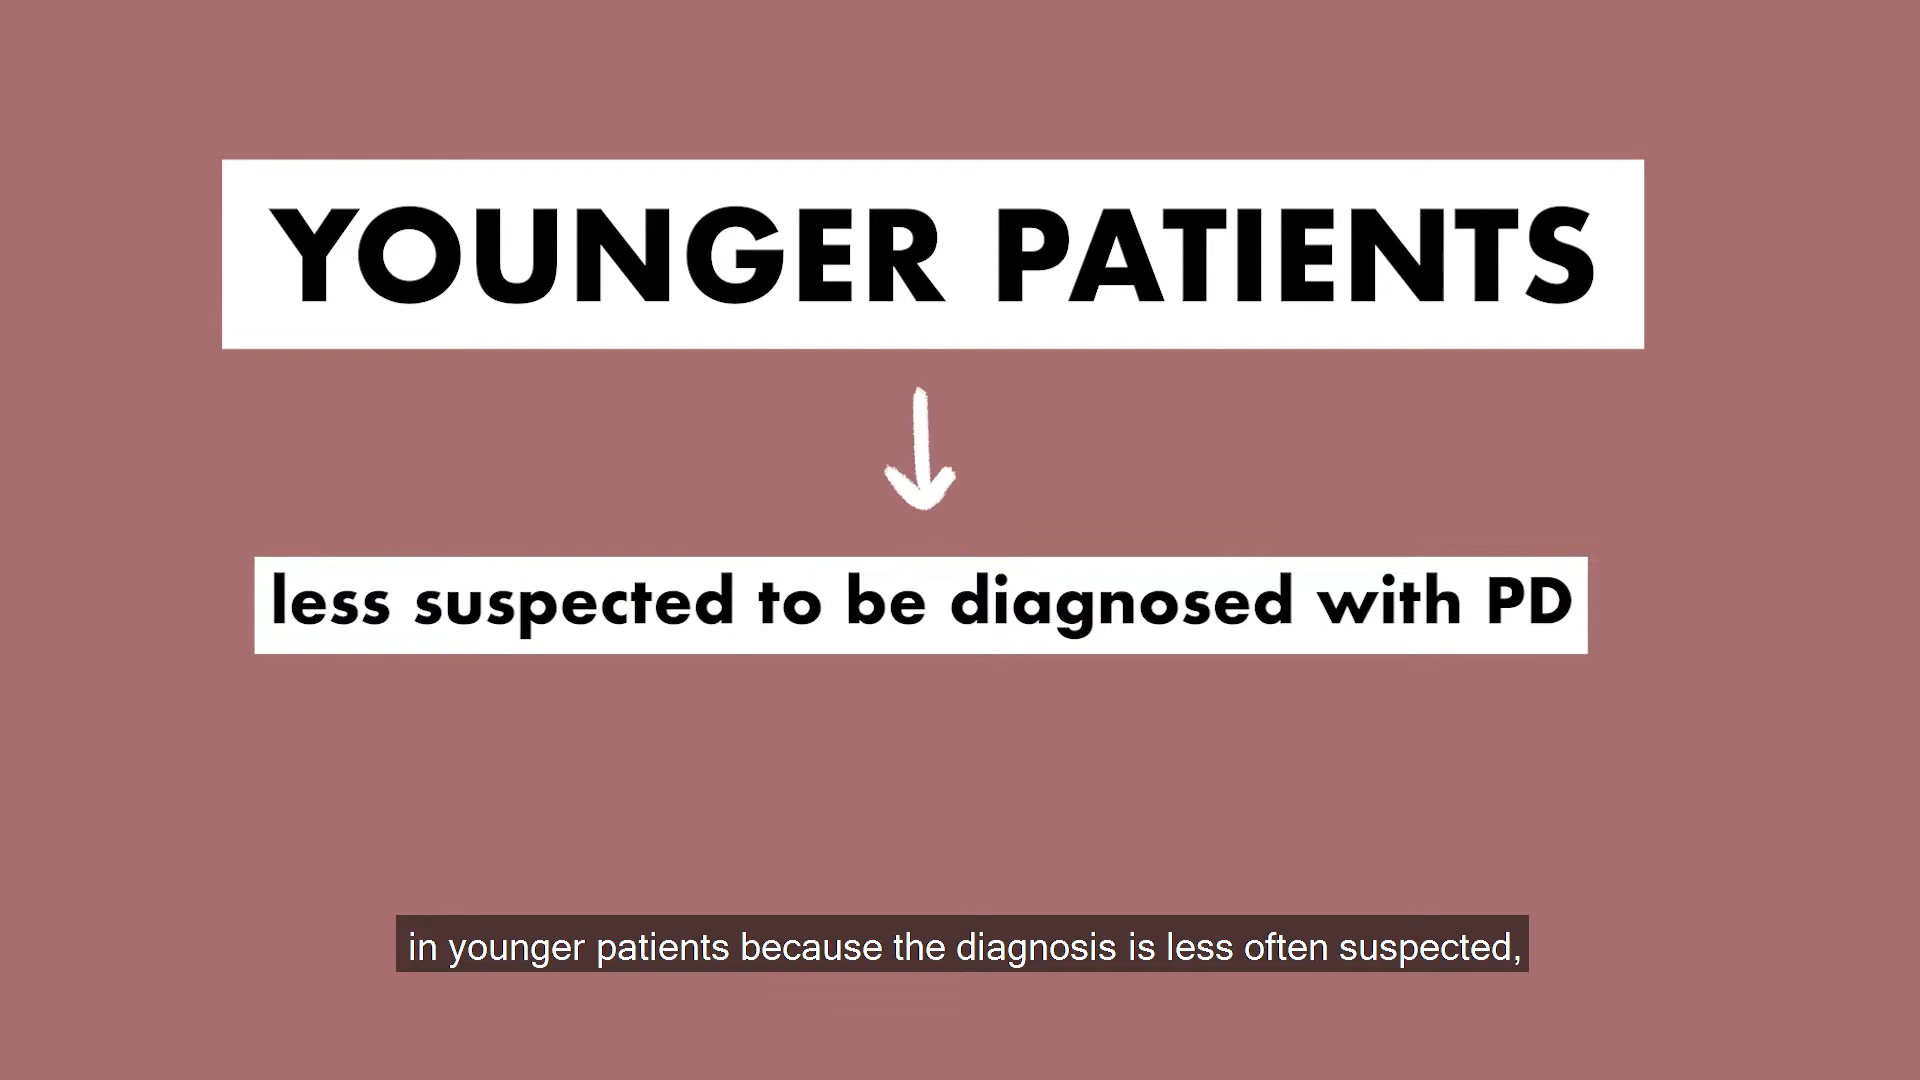 YOUNGER PATIENTS
less suspected to be diagnosed with PD
in younger patients because the diagnosis is less often suspected,